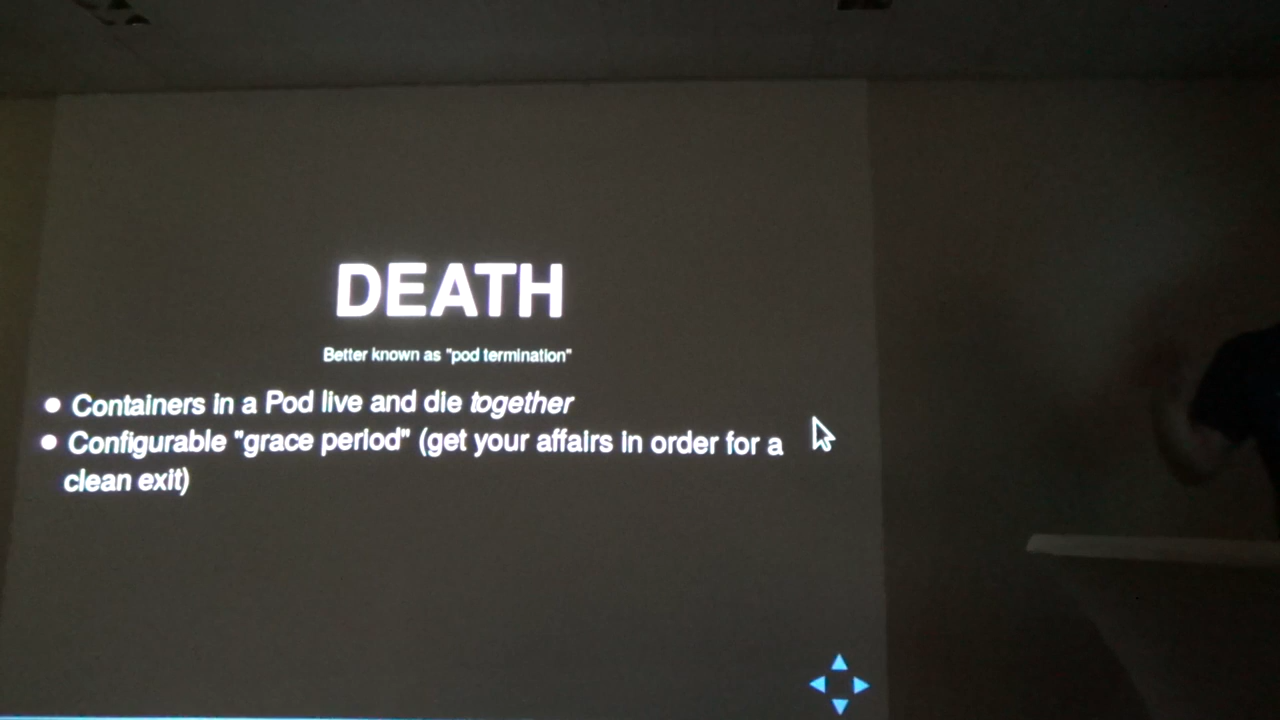 DEATH
Better known as "pod termination"
● Containers in a Pod live and die together
● Configurable "grace period" (get your affairs in order for a
clean exit)